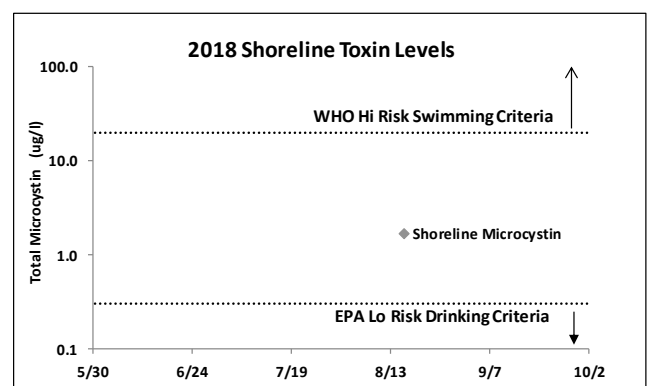 2018 Shoreline Toxin Levels
100.0
WHO Hi Risk Swimming Criteria
10.0
Total Microcystin (ug/l)
Shoreline Microcystin
1.0
EPA Lo Risk Drinking Criteria
0.1
5/30 6/24 7/19 8/13 9/7 10/2